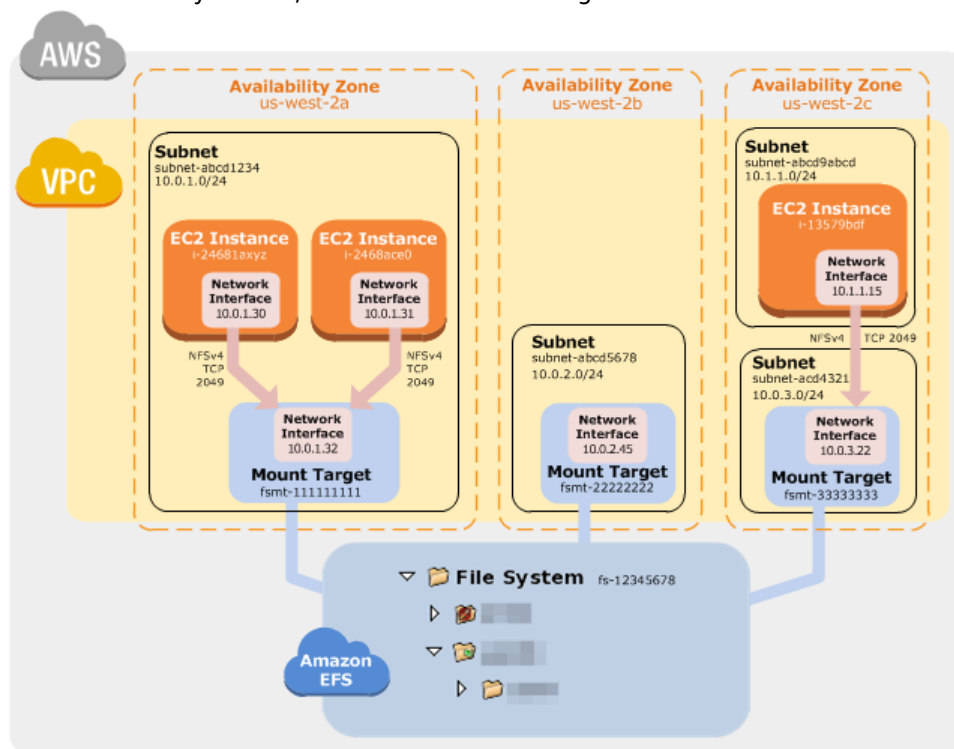 AWS
Availability Zone
us-west-2a
Availability Zone
us-west-2b
Availability Zone
us-west-2c
VPC
Subnet
subnet-abcd1234
10.0.1.0/24
EC2 Instance
i-24681axyz
Network
Interface
10.0.1.30
EC2 Instance
i-2468ace0
Network
Interface
10.0.1.31
NFSv4
TCP
2049
NFSv4
TCP
2049
Network
Interface
10.0.1.32
Mount Target
fsmt-111111111
Subnet
subnet-abcd5678
10.0.2.0/24
Network
Interface
10.0.2.45
Mount Target
fsmt-22222222
Subnet
subnet-abcd9abcd
10.1.1.0/24
EC2 Instance
i-13579bdf
Network
Interface
10.1.1.15
NFSv4 TCP 2049
Subnet
subnet-acd4321
10.0.3.0/24
Network
Interface
10.0.3.22
Mount Target
fsmt-33333333
File System fs-12345678
Amazon
EFS